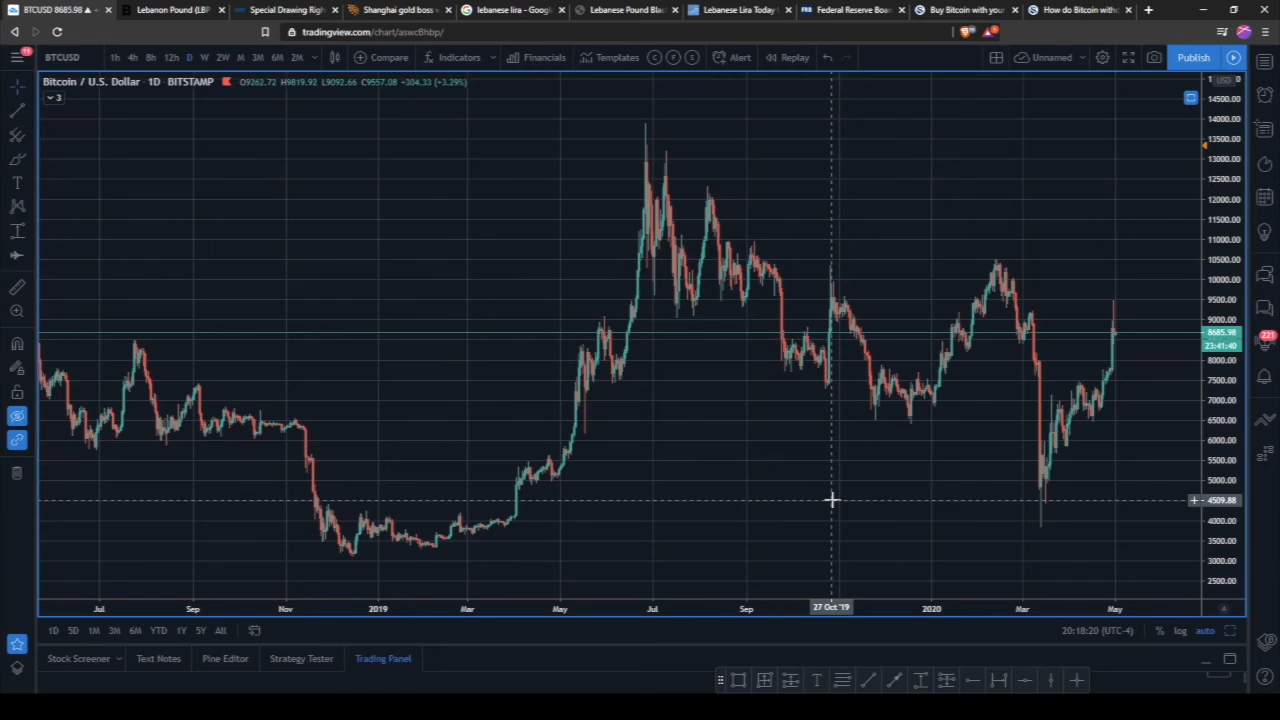 BTCUSD 8685.98 ▲
Lebanon Pound (LBP
Special Drawing Righ
Shanghai gold boss w
lebanese lira - Google
Lebanese Pound Blac
Lebanese Lira Today U
Federal Reserve Boar
Buy Bitcoin with your
How do Bitcoin witho
tradingview.com/chart/aswcBhbp/
11
BTCUSD
1h 4h 8h 12h D W 2W M 3M 6M 2M
Compare
Indicators
Financials
Templates
C F S
Alert
Replay
Unnamed
Publish
Bitcoin / U.S. Dollar · 1D · BITSTAMP
O9262.72 H9819.92 L9092.66 C9557.08 +304.33 (+3.29%)
3
USD
14500.00
14000.00
13500.00
13000.00
12500.00
12000.00
11500.00
11000.00
10500.00
10000.00
9500.00
9000.00
8685.98
23:41:40
8000.00
7500.00
7000.00
6500.00
6000.00
5500.00
5000.00
4509.88
4000.00
3500.00
3000.00
2500.00
221
Jul Sep Nov 2019 Mar May Jul Sep 27 Oct '19 2020 Mar May
A
1D 5D 1M 3M 6M YTD 1Y 5Y All
20:18:20 (UTC-4) % log auto
Stock Screener Text Notes Pine Editor Strategy Tester Trading Panel